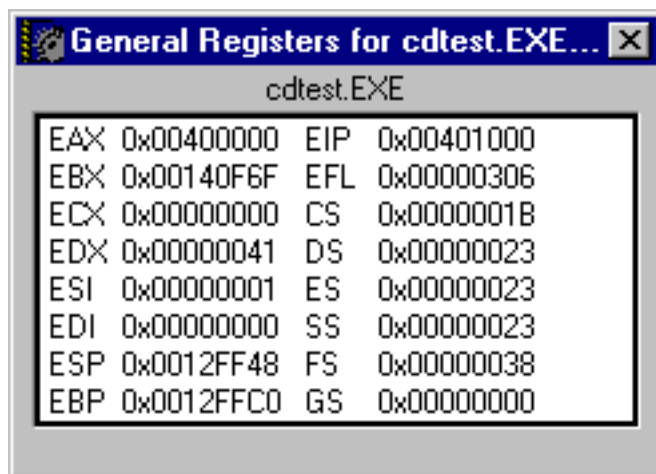 General Registers for cdtest.EXE...
cdtest.EXE
EAX 0x00400000 EIP 0x00401000
EBX 0x00140F6F EFL 0x00000306
ECX 0x00000000 CS 0x0000001B
EDX 0x00000041 DS 0x00000023
ESI 0x00000001 ES 0x00000023
EDI 0x00000000 SS 0x00000023
ESP 0x0012FF48 FS 0x00000038
EBP 0x0012FFC0 GS 0x00000000